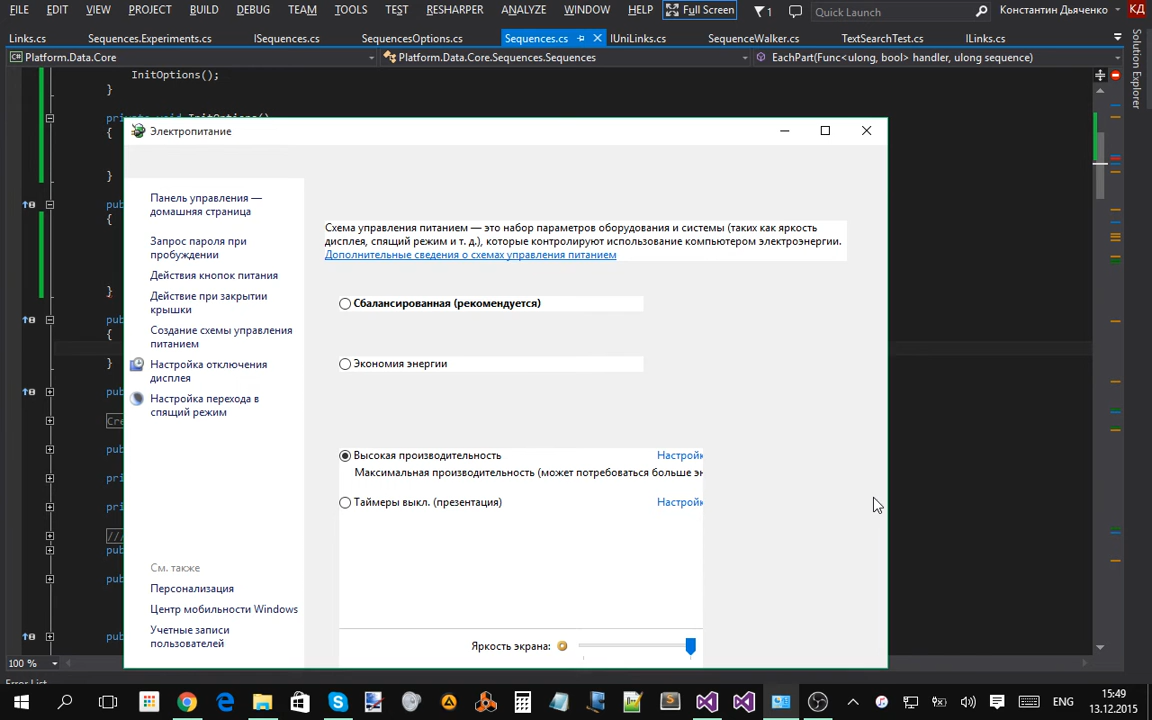 FILE EDIT VIEW PROJECT BUILD DEBUG TEAM TOOLS TEST RESHARPER ANALYZE WINDOW HELP Full Screen 1 Quick Launch Константин Дьяченко КД
Links.cs Sequences.Experiments.cs ISequences.cs SequencesOptions.cs Sequences.cs IUniLinks.cs SequenceWalker.cs TextSearchTest.cs ILinks.cs
Platform.Data.Core Platform.Data.Core.Sequences.Sequences EachPart(Func<ulong, bool> handler, ulong sequence)
Solution Explorer
InitOptions();
}
private void InitOptions()
{
}
{
}
{
}
Электропитание
Панель управления —
домашняя страница
Запрос пароля при
пробуждении
Действия кнопок питания
Действие при закрытии
крышки
Создание схемы управления
питанием
Настройка отключения
дисплея
Настройка перехода в
спящий режим
См. также
Персонализация
Центр мобильности Windows
Учетные записи
пользователей
Схема управления питанием — это набор параметров оборудования и системы (таких как яркость
дисплея, спящий режим и т. д.), которые контролируют использование компьютером электроэнергии.
Дополнительные сведения о схемах управления питанием
Сбалансированная (рекомендуется)
Экономия энергии
Высокая производительность Настройк
Максимальная производительность (может потребоваться больше эн
Таймеры выкл. (презентация) Настройк
Яркость экрана:
100 %
ENG 15:49
13.12.2015